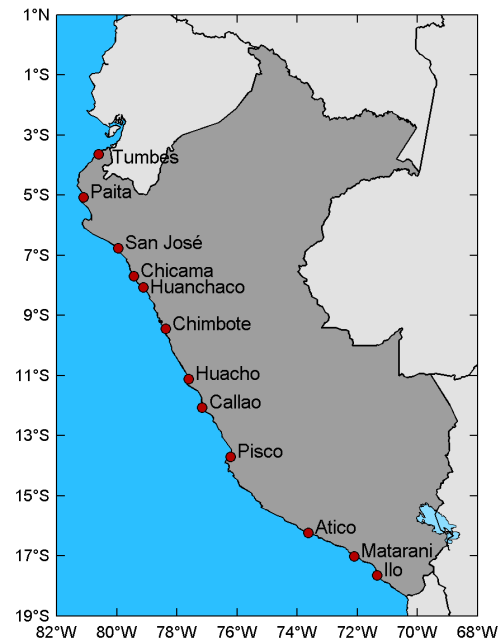 1°N
1°S
3°S
Tumbes
5°S
Paita
San José
7°S
Chicama
Huanchaco
9°S
Chimbote
11°S
Huacho
Callao
13°S
Pisco
15°S
Atico
17°S
Matarani
Ilo
19°S
82°W 80°W 78°W 76°W 74°W 72°W 70°W 68°W